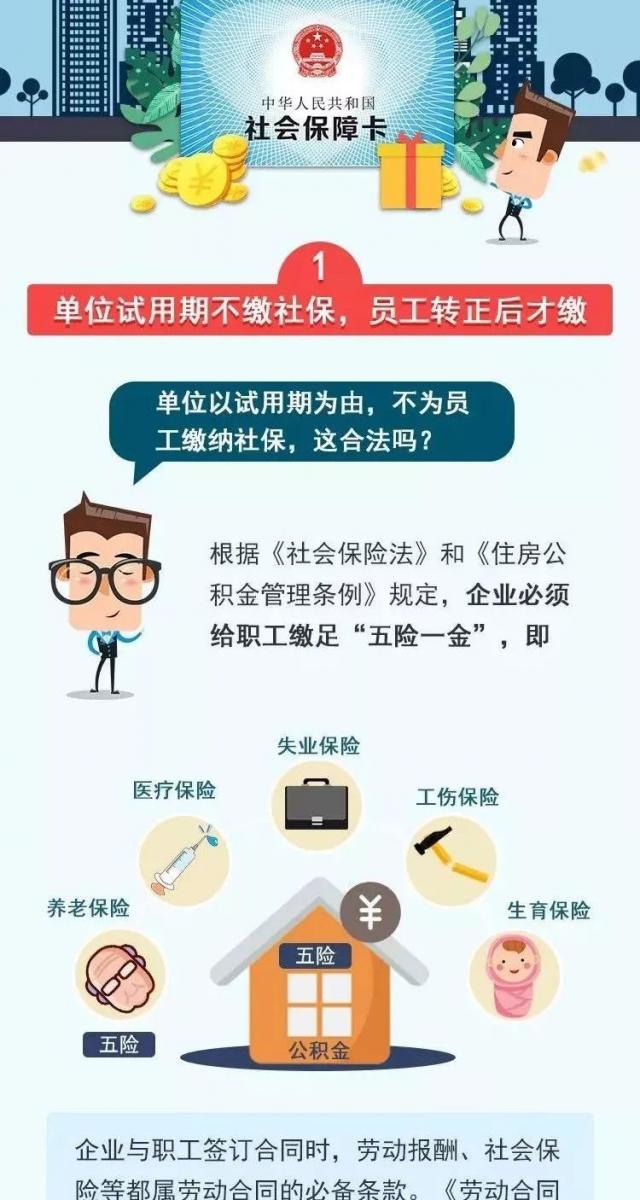 中华人民共和国
社会保障卡
1
单位试用期不缴社保，员工转正后才缴
单位以试用期为由，不为员
工缴纳社保，这合法吗？
根据《社会保险法》和《住房公
积金管理条例》规定，企业必须
给职工缴足“五险一金”，即
失业保险
医疗保险
工伤保险
养老保险
生育保险
¥
五险
五险
公积金
企业与职工签订合同时，劳动报酬、社会保
险等都属劳动合同的必备条款。《劳动合同